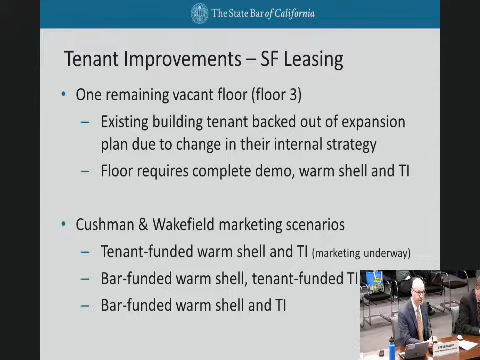 The State Bar of California
Tenant Improvements – SF Leasing
• One remaining vacant floor (floor 3)
– Existing building tenant backed out of expansion
plan due to change in their internal strategy
– Floor requires complete demo, warm shell and TI
• Cushman & Wakefield marketing scenarios
– Tenant-funded warm shell and TI (marketing underway)
– Bar-funded warm shell, tenant-funded TI
– Bar-funded warm shell and TI